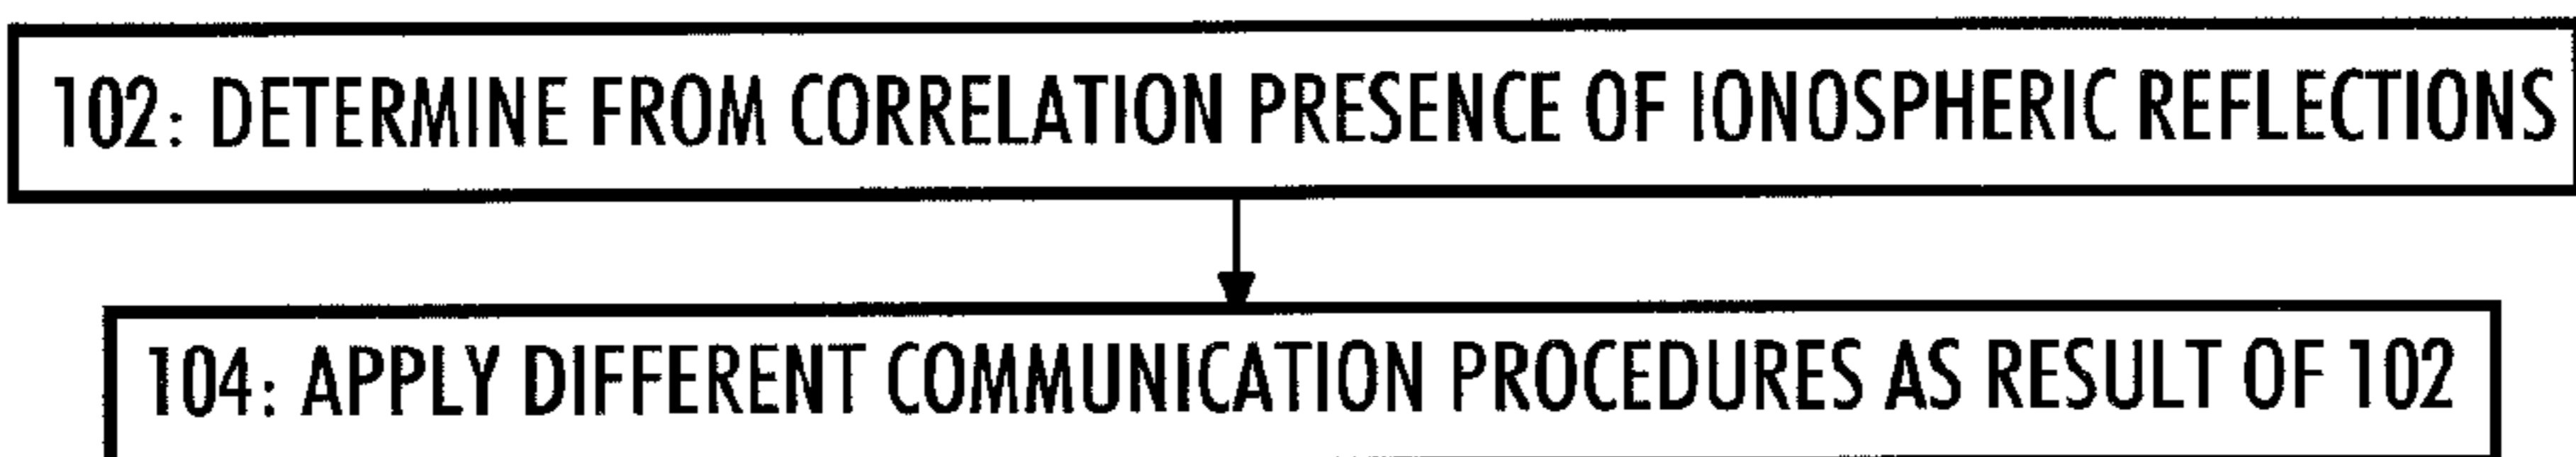 102: DETERMINE FROM CORRELATION PRESENCE OF IONOSPHERIC REFLECTIONS
104: APPLY DIFFERENT COMMUNICATION PROCEDURES AS RESULT OF 102